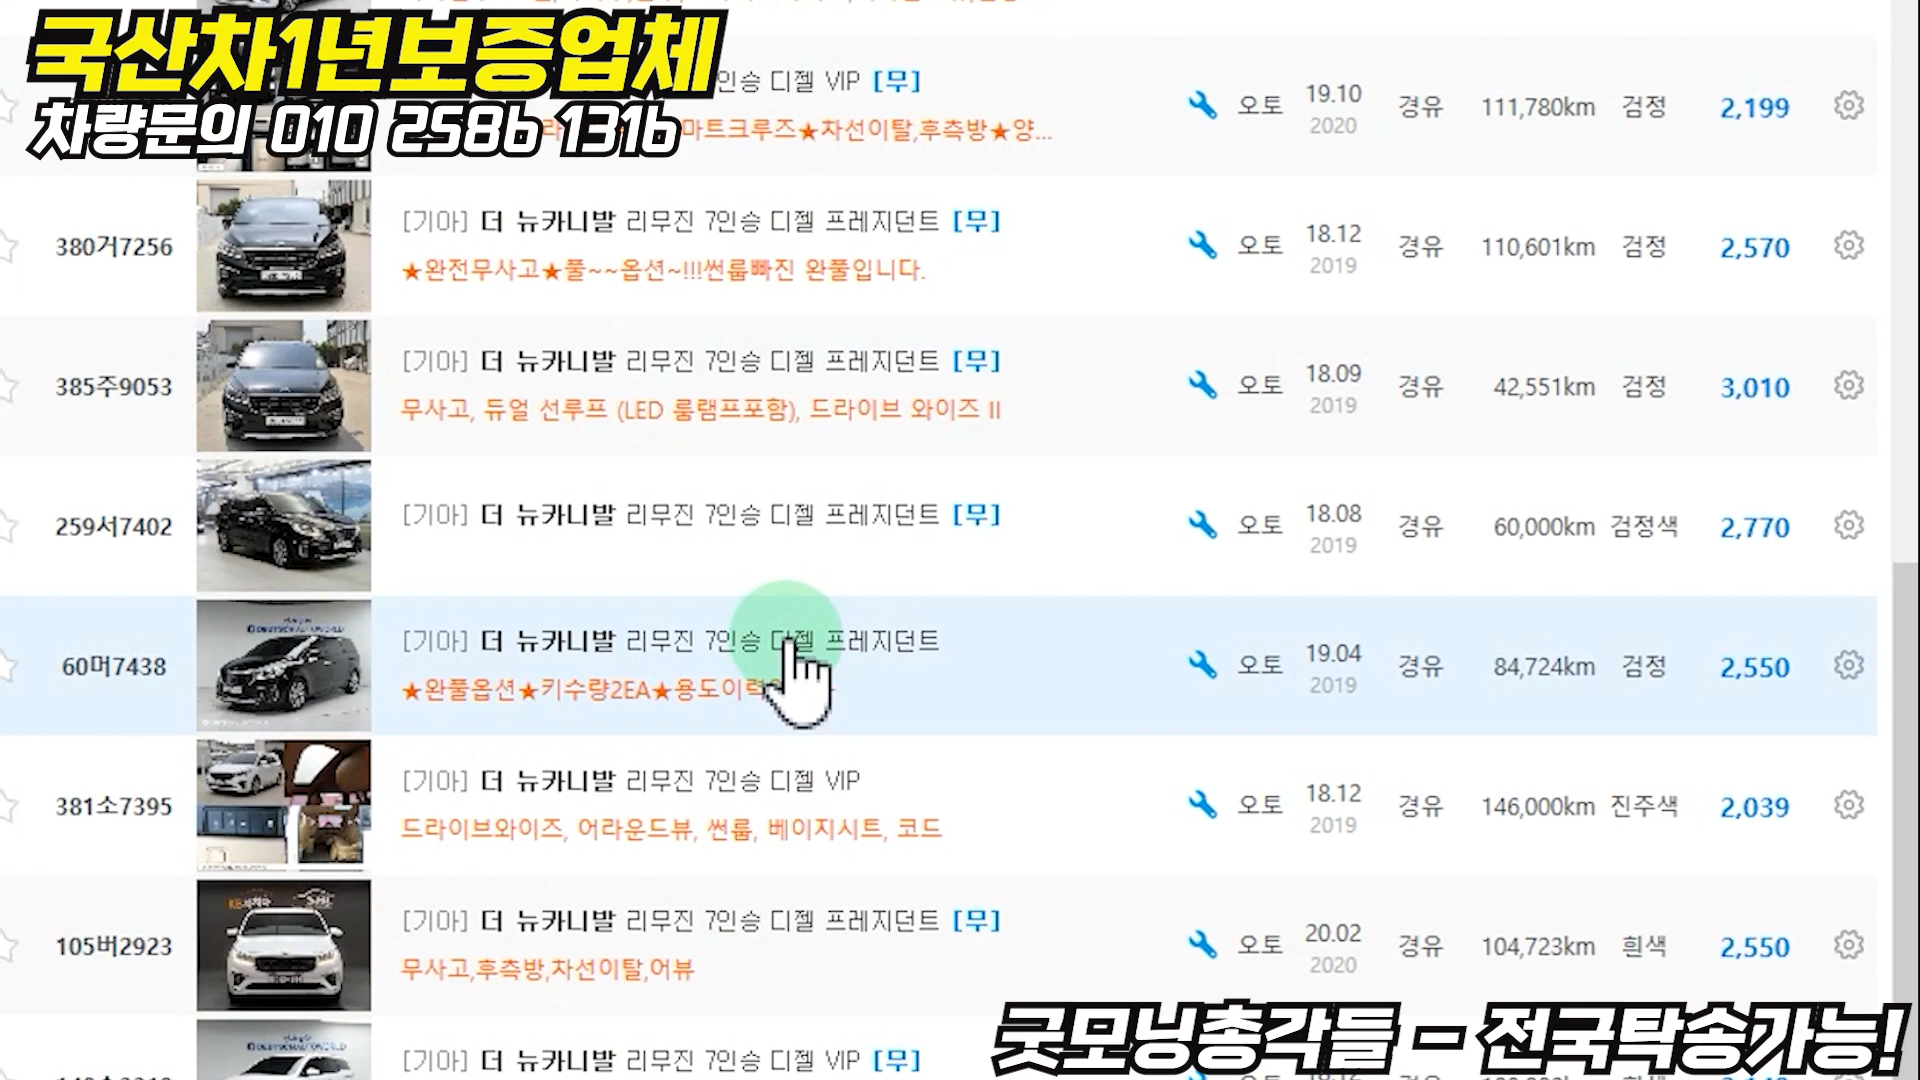 국산차1년보증업체
차량문의 010 2586 1316
인승 디젤 VIP [무]
마트크루즈★차선이탈,후측방★양...
오토 19.10 2020 경유 111,780km 검정 2,199
380거7256
[기아] 더 뉴카니발 리무진 7인승 디젤 프레지던트 [무]
★완전무사고★풀~~옵션~!!!썬룹빠진 완풀입니다.
오토 18.12 2019 경유 110,601km 검정 2,570
385주9053
[기아] 더 뉴카니발 리무진 7인승 디젤 프레지던트 [무]
무사고, 듀얼 선루프 (LED 룸램프포함), 드라이브 와이즈 II
오토 18.09 2019 경유 42,551km 검정 3,010
259서7402
[기아] 더 뉴카니발 리무진 7인승 디젤 프레지던트 [무]
오토 18.08 2019 경유 60,000km 검정색 2,770
60머7438
[기아] 더 뉴카니발 리무진 7인승 디젤 프레지던트
★완풀옵션★키수량2EA★용도이력
오토 19.04 2019 경유 84,724km 검정 2,550
381소7395
[기아] 더 뉴카니발 리무진 7인승 디젤 VIP
드라이브와이즈, 어라운드뷰, 썬룹, 베이지시트, 코드
오토 18.12 2019 경유 146,000km 진주색 2,039
105버2923
[기아] 더 뉴카니발 리무진 7인승 디젤 프레지던트 [무]
무사고,후측방,차선이탈,어뷰
오토 20.02 2020 경유 104,723km 흰색 2,550
[기아] 더 뉴카니발 리무진 7인승 디젤 VIP [무]
굿모닝총각들 - 전국탁송가능!